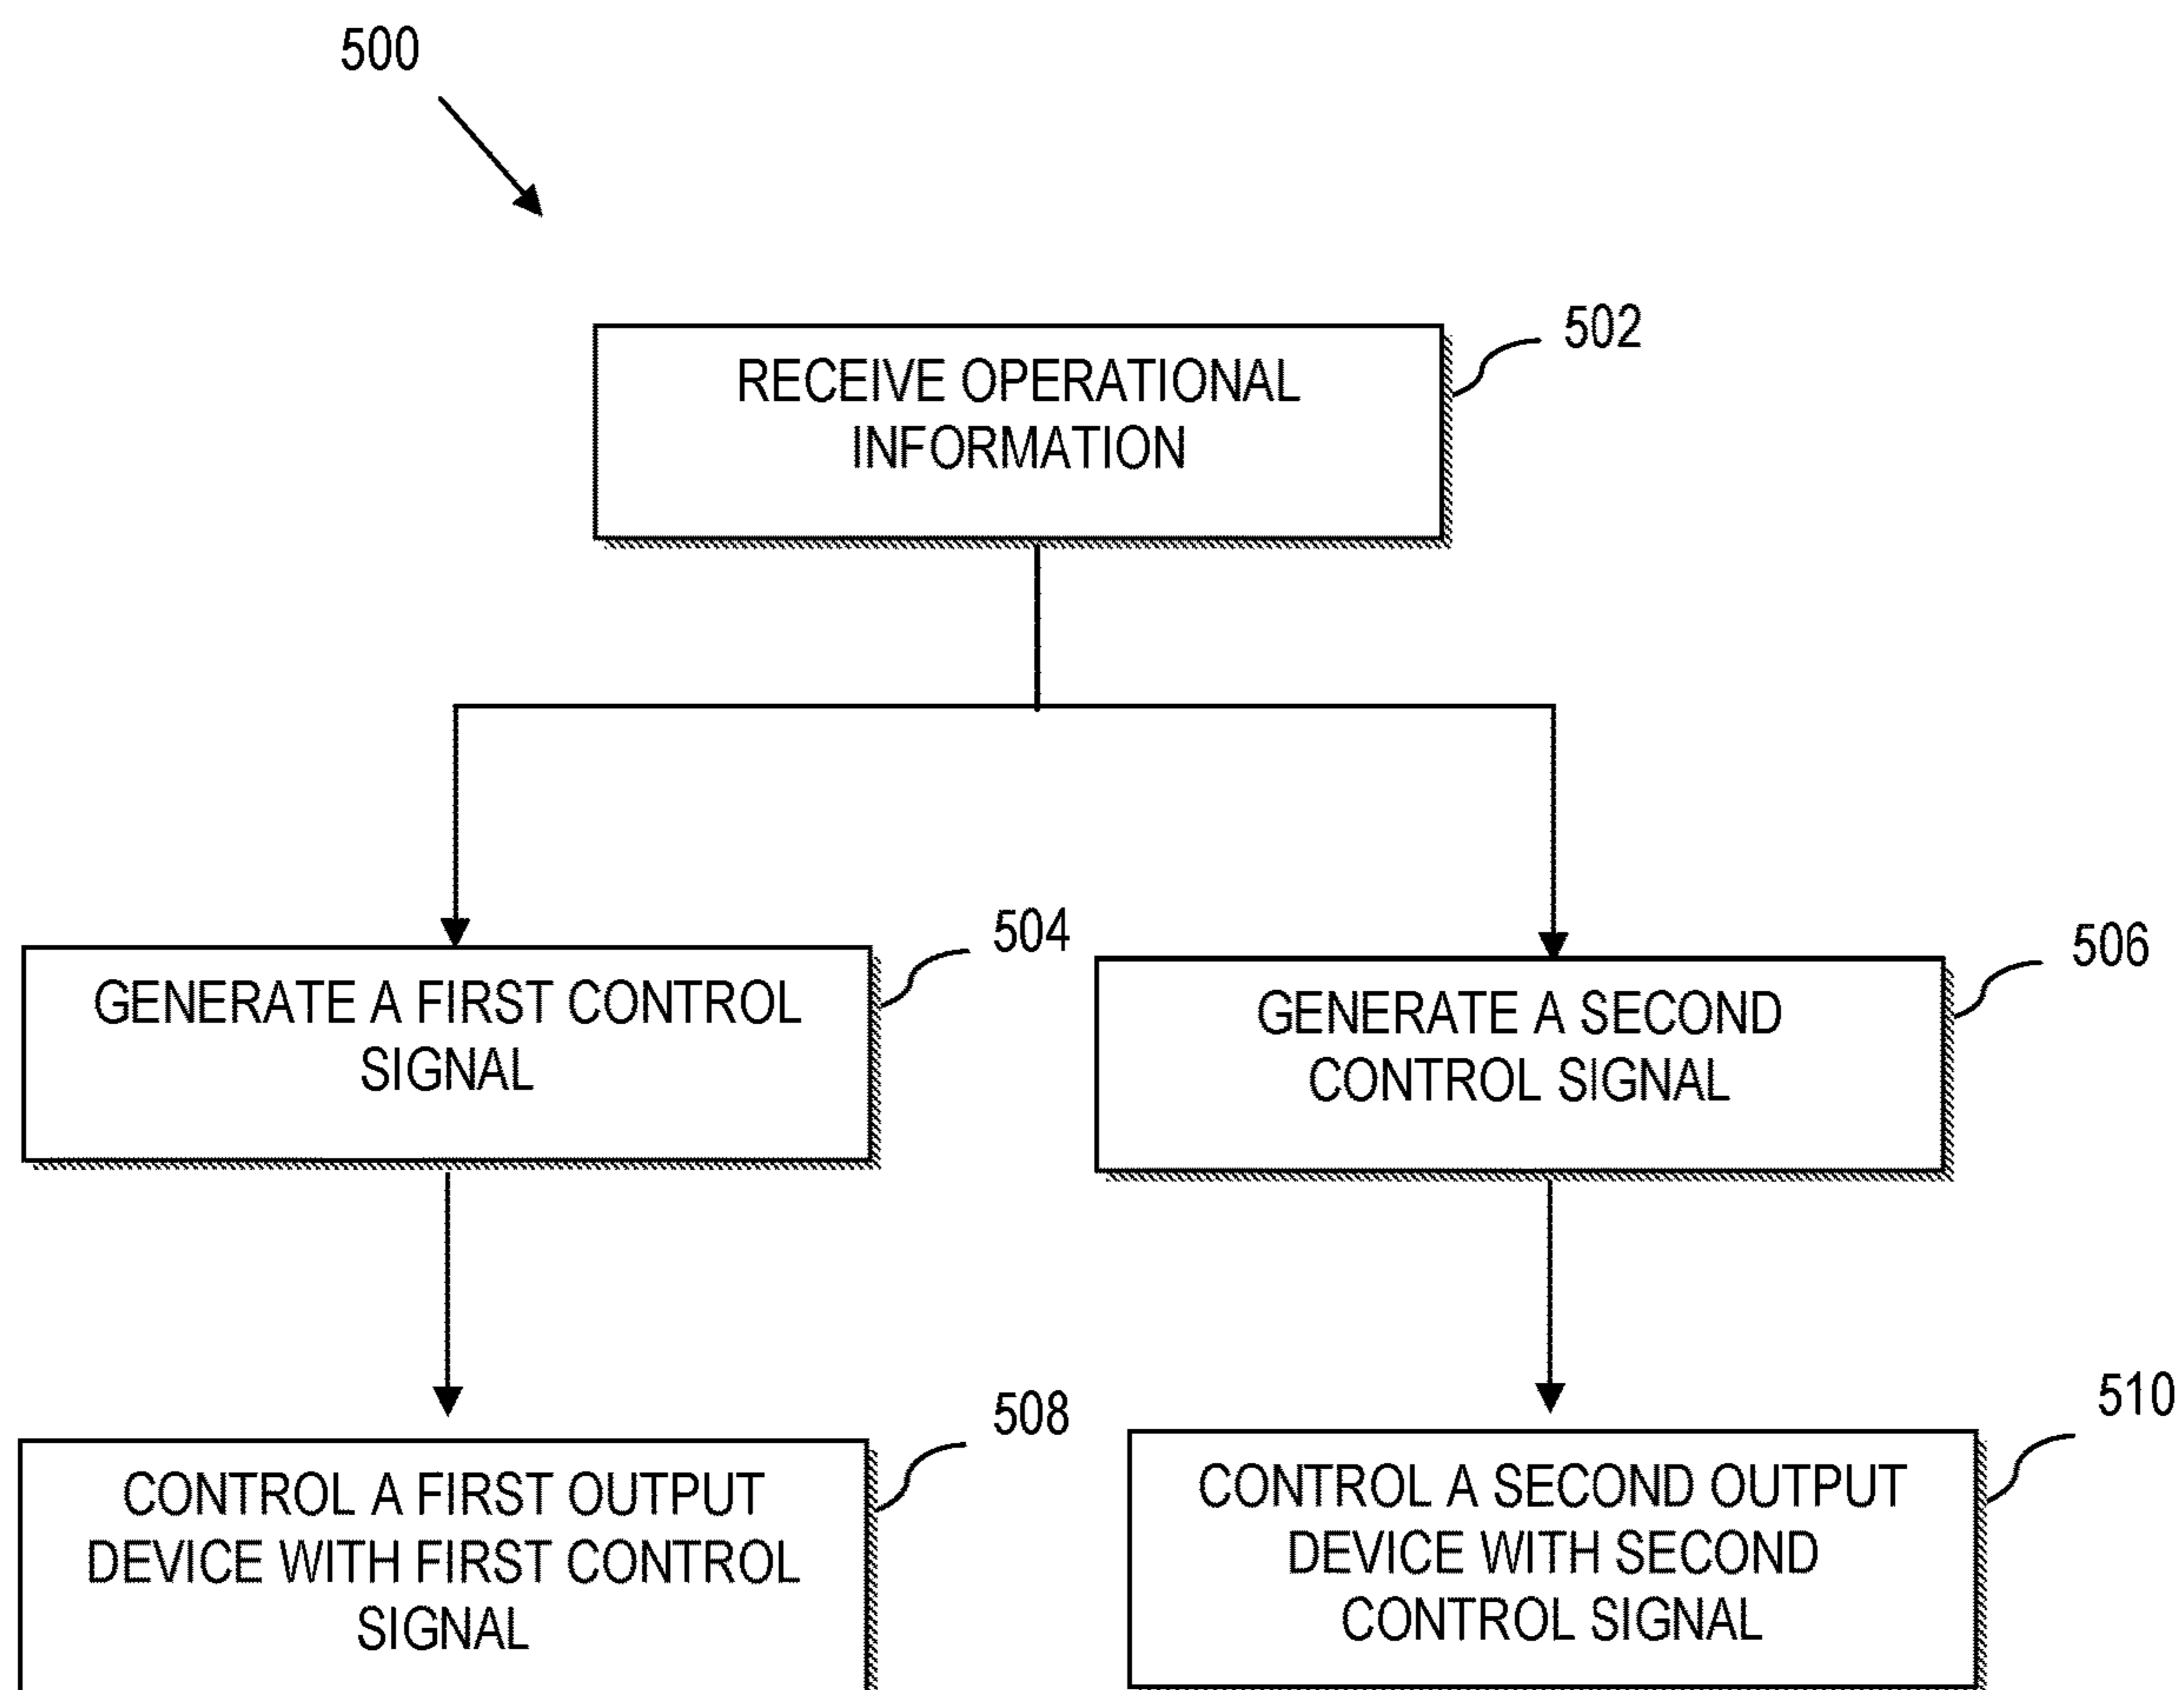 500
502
RECEIVE OPERATIONAL
INFORMATION
504
GENERATE A FIRST CONTROL
SIGNAL
506
GENERATE A SECOND
CONTROL SIGNAL
508
CONTROL A FIRST OUTPUT
DEVICE WITH FIRST CONTROL
SIGNAL
510
CONTROL A SECOND OUTPUT
DEVICE WITH SECOND
CONTROL SIGNAL